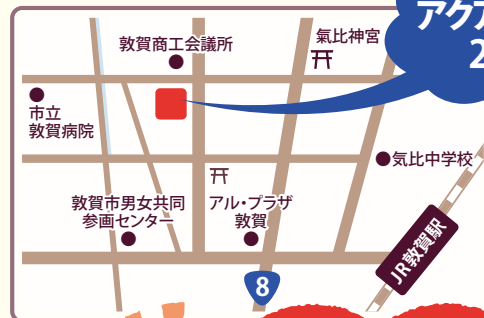 アクア
2
敦賀商工会議所
氣比神宮
市立
敦賀病院
気比中学校
敦賀市男女共同
参画センター
アル・プラザ
敦賀
JR敦賀駅
8